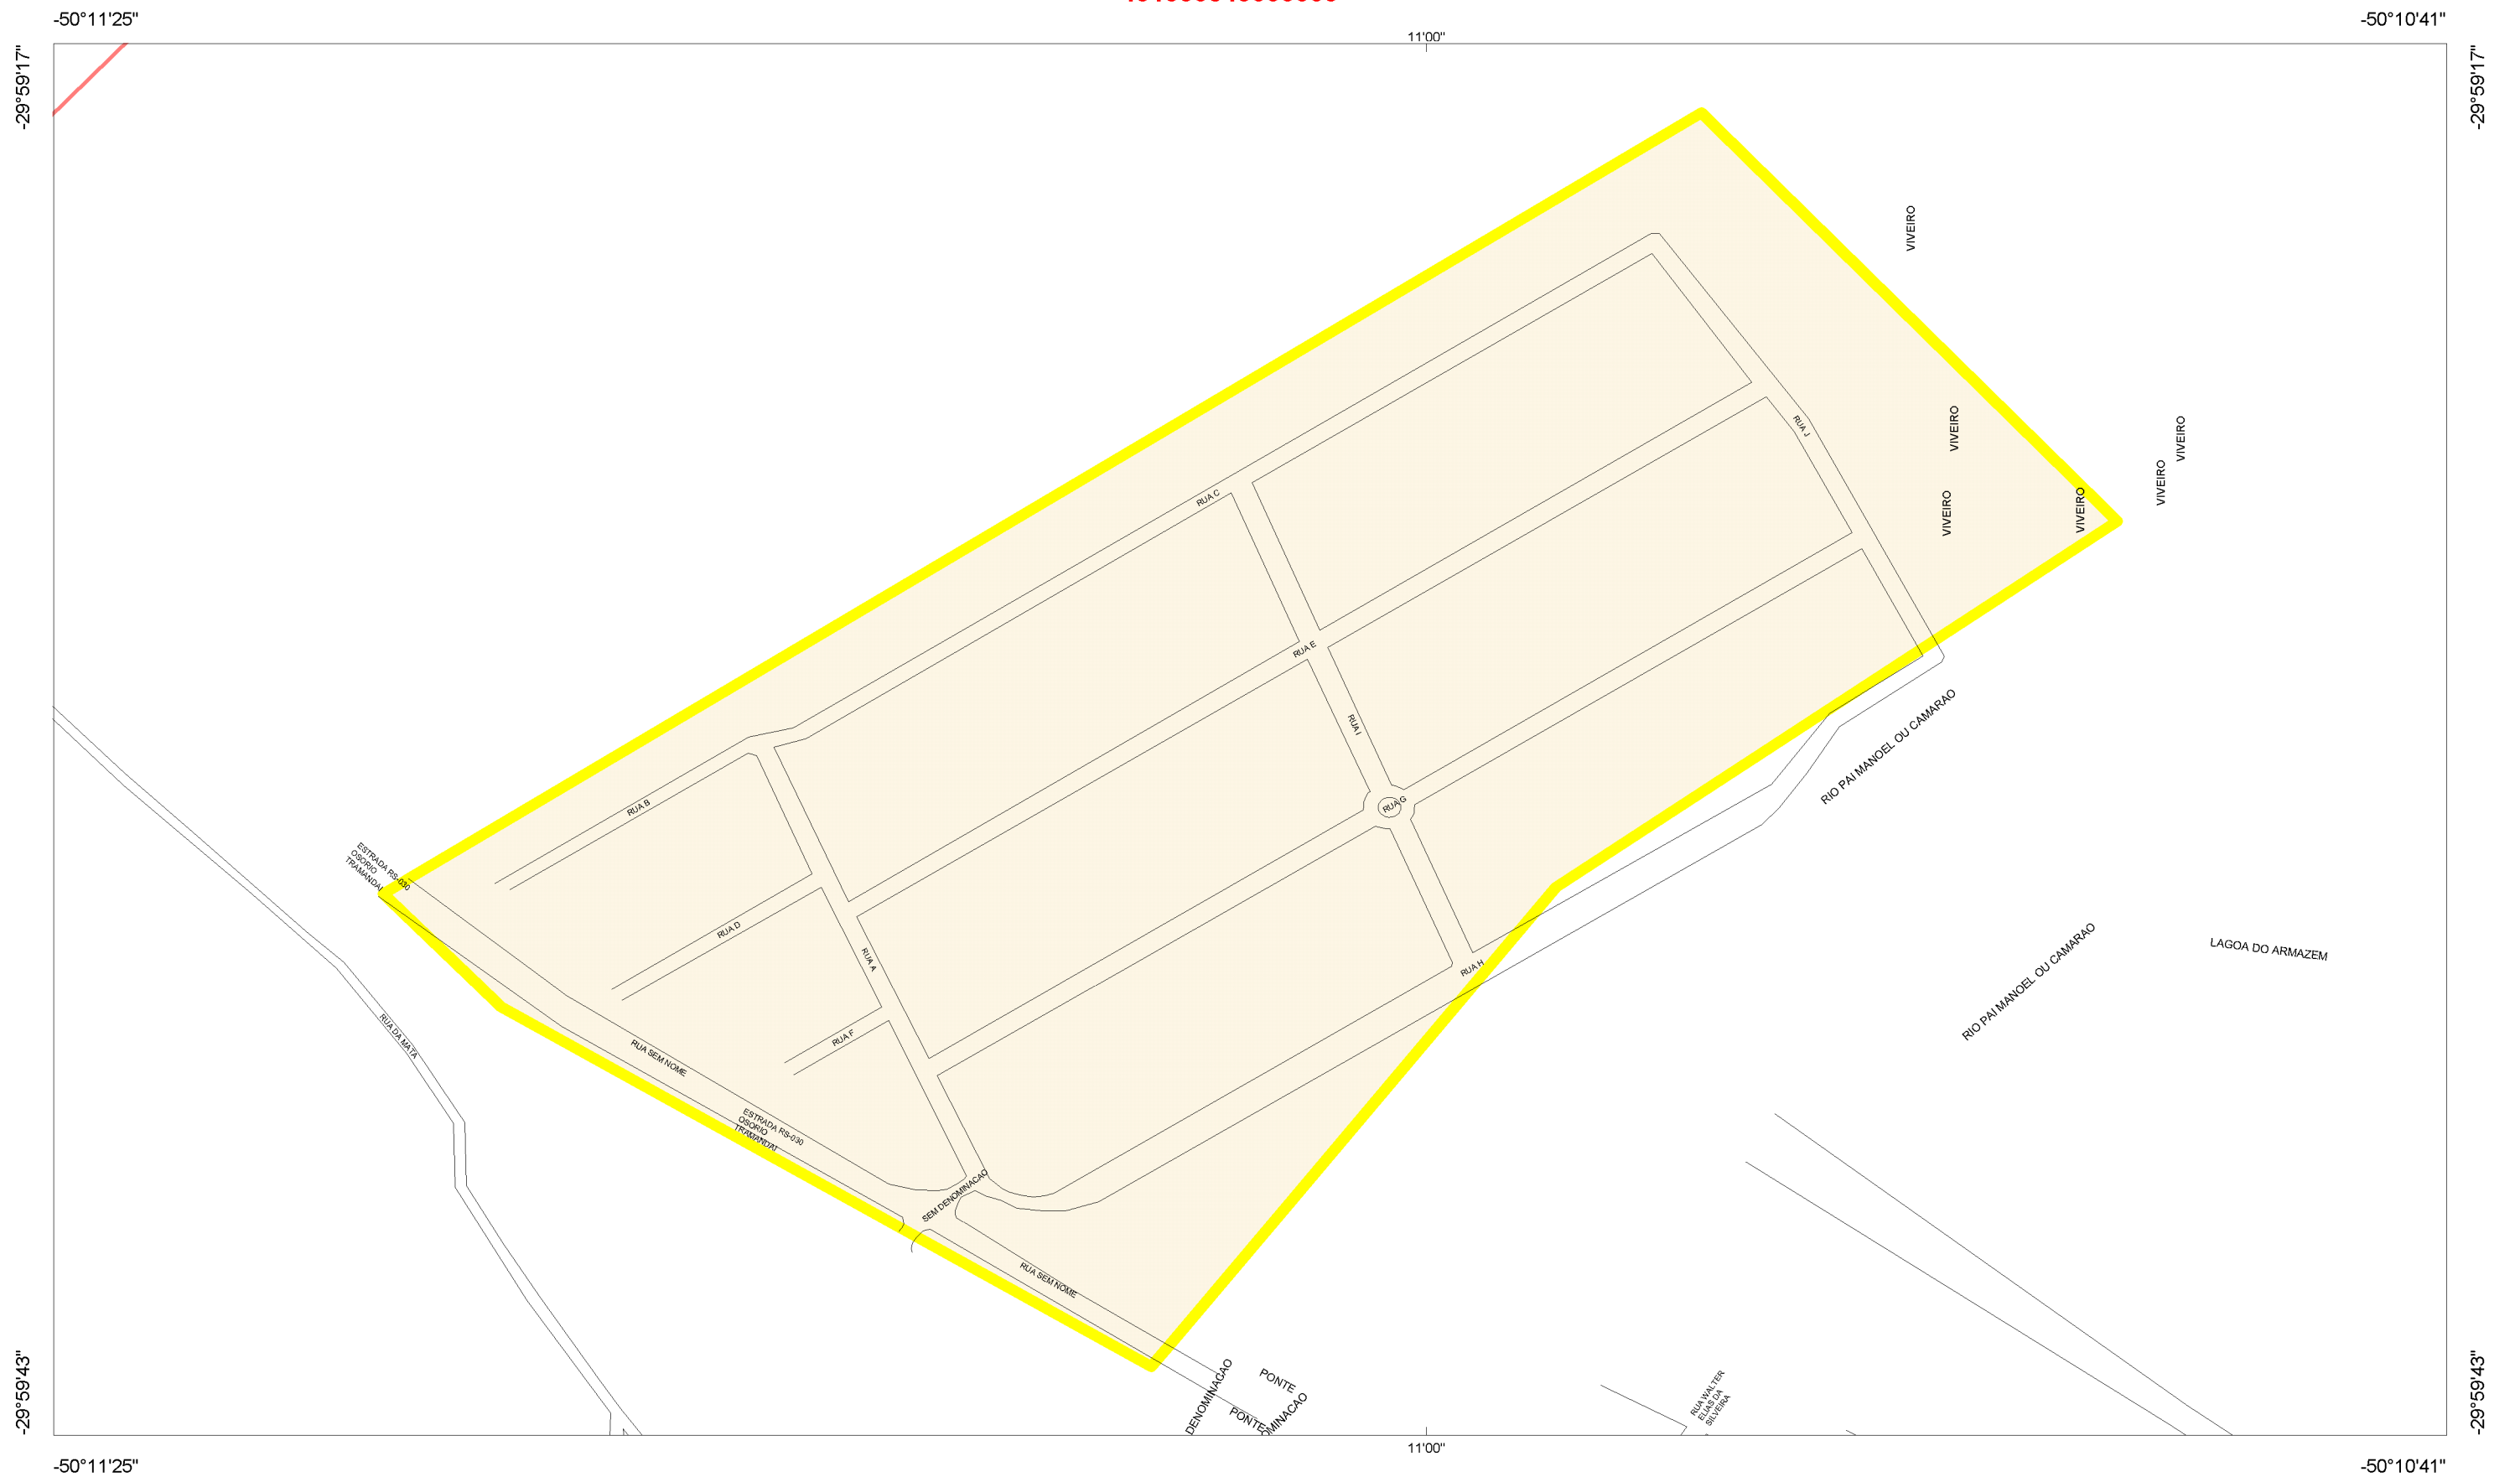 -50°11'25"
-50°10'41"
11'00"
-29°59'17"
-29°59'17"
VIVEIRO
VIVEIRO
RUA J
VIVEIRO
VIVEIRO
VIVEIRO
VIVEIRO
RUA C
RUA E
RUA I
RIO PAI MANOEL OU CAMARAO
RUA B
RUA G
ESTRADA RS-030
OSORIO
TRAMANDAI
RUA D
RUA A
RUA H
LAGOA DO ARMAZEM
RIO PAI MANOEL OU CAMARAO
RUA DA MATA
RUA F
RUA SEM NOME
ESTRADA RS-030
OSORIO
TRAMANDAI
SEM DENOMINACAO
RUA SEM NOME
DENOMINACAO
PONTE
PONTE
OMINACAO
RUA WALTER
ELIAS DA
SILVEIRA
-29°59'43"
-29°59'43"
11'00"
-50°11'25"
-50°10'41"